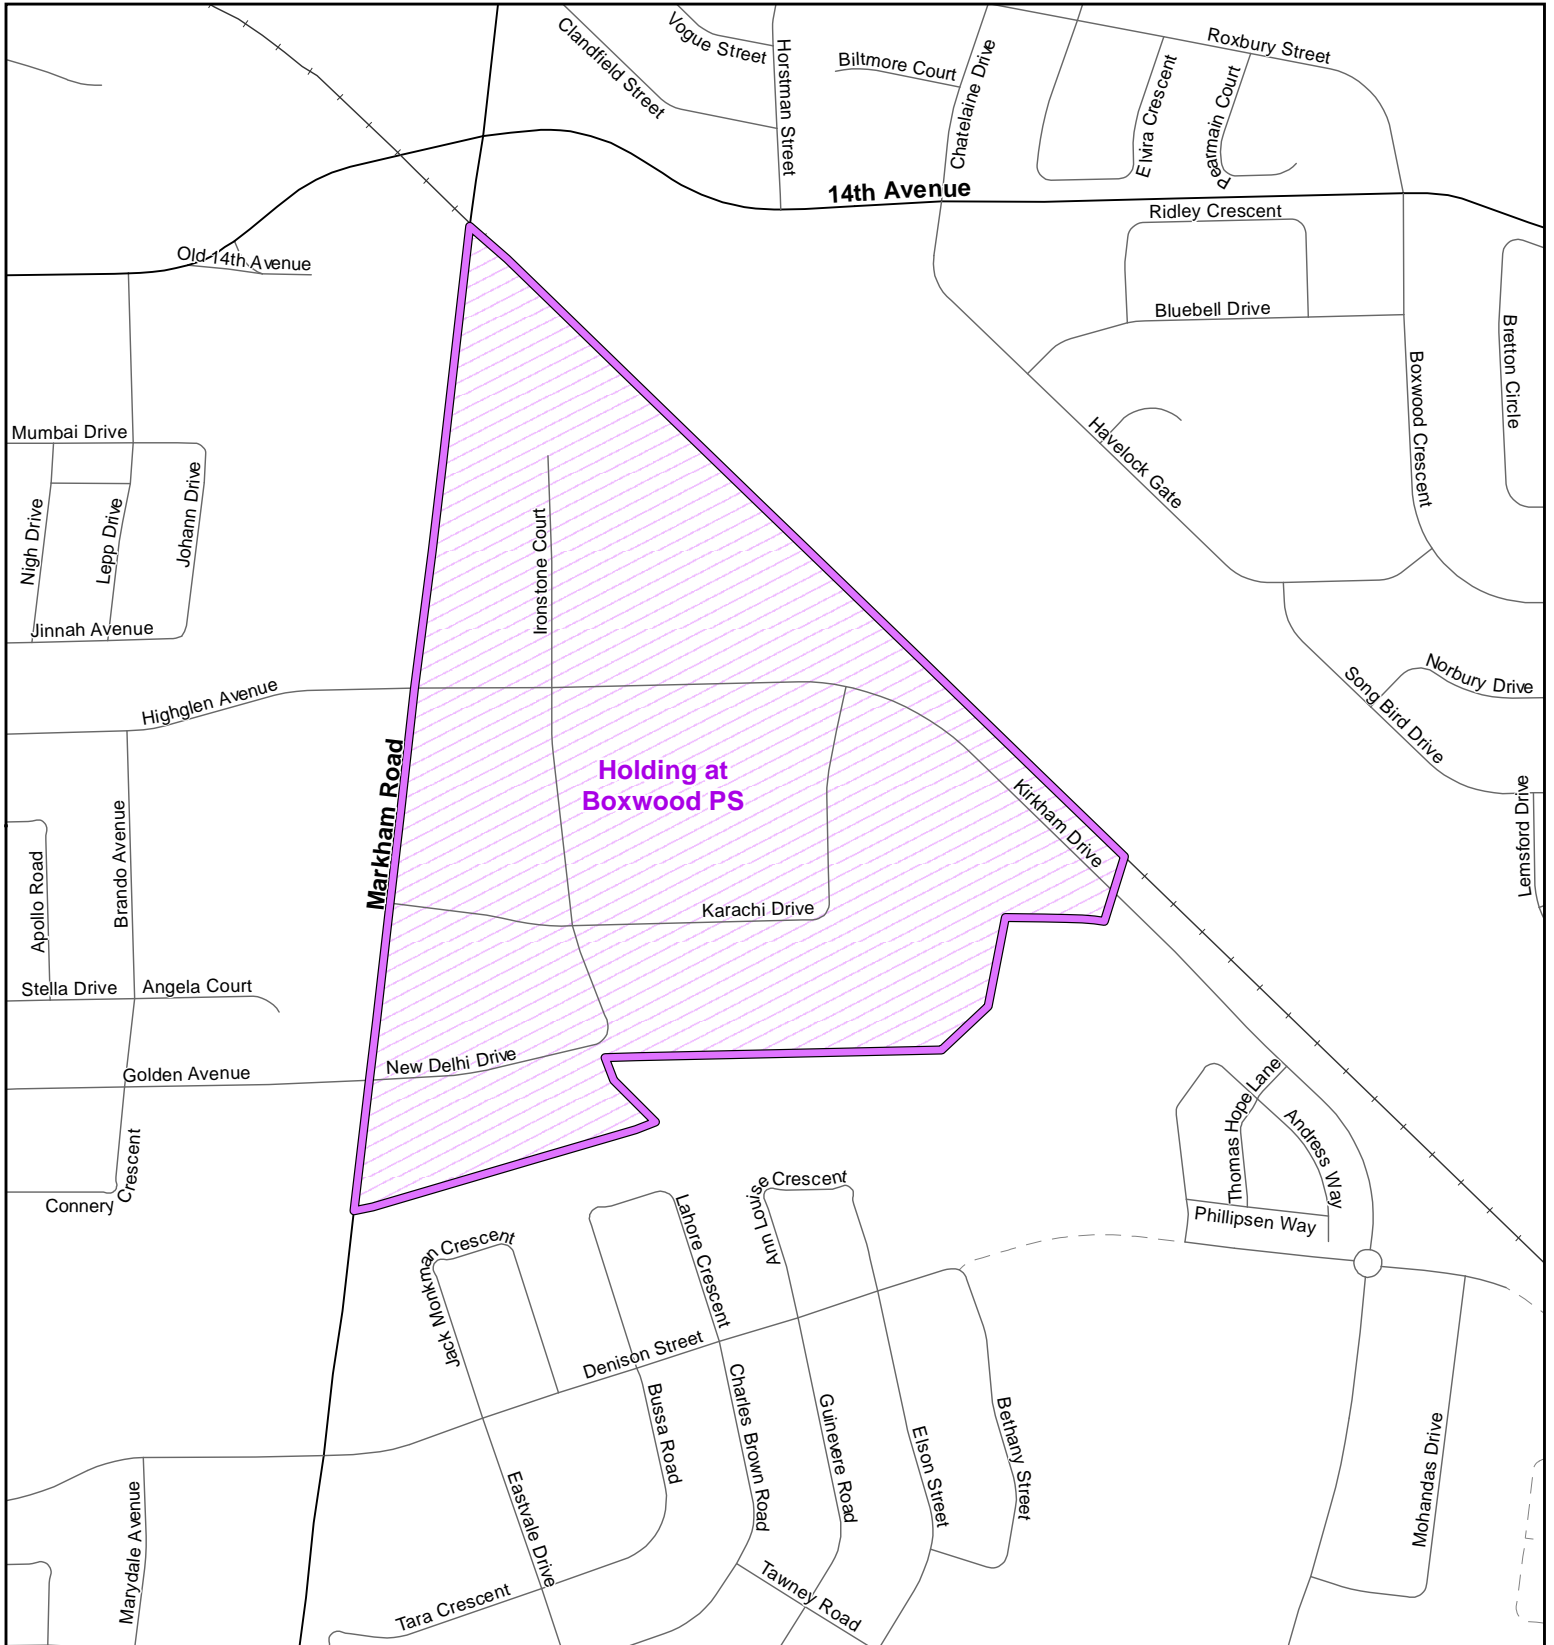 Clandfield Street
Vogue Street
Horstman Street
Biltmore Court
Chatelaine Drive
Elvira Crescent
Pearmain Court
Roxbury Street
14th Avenue
Ridley Crescent
Old 14th Avenue
Bluebell Drive
Bretton Circle
Boxwood Crescent
Havelock Gate
Mumbai Drive
Nigh Drive
Lepp Drive
Johann Drive
Jinnah Avenue
Ironstone Court
Highglen Avenue
Norbury Drive
Song Bird Drive
Lemsford Drive
Markham Road
Holding at
Boxwood PS
Kirkham Drive
Apollo Road
Brando Avenue
Karachi Drive
Stella Drive
Angela Court
New Delhi Drive
Golden Avenue
Thomas Hope Lane
Andress Way
Phillipsen Way
Connery Crescent
Jack Monkman Crescent
Lahore Crescent
Ann Louise Crescent
Denison Street
Bussa Road
Charles Brown Road
Guinevere Road
Elson Street
Bethany Street
Mohandas Drive
Marydale Avenue
Eastvale Drive
Tara Crescent
Tawney Road